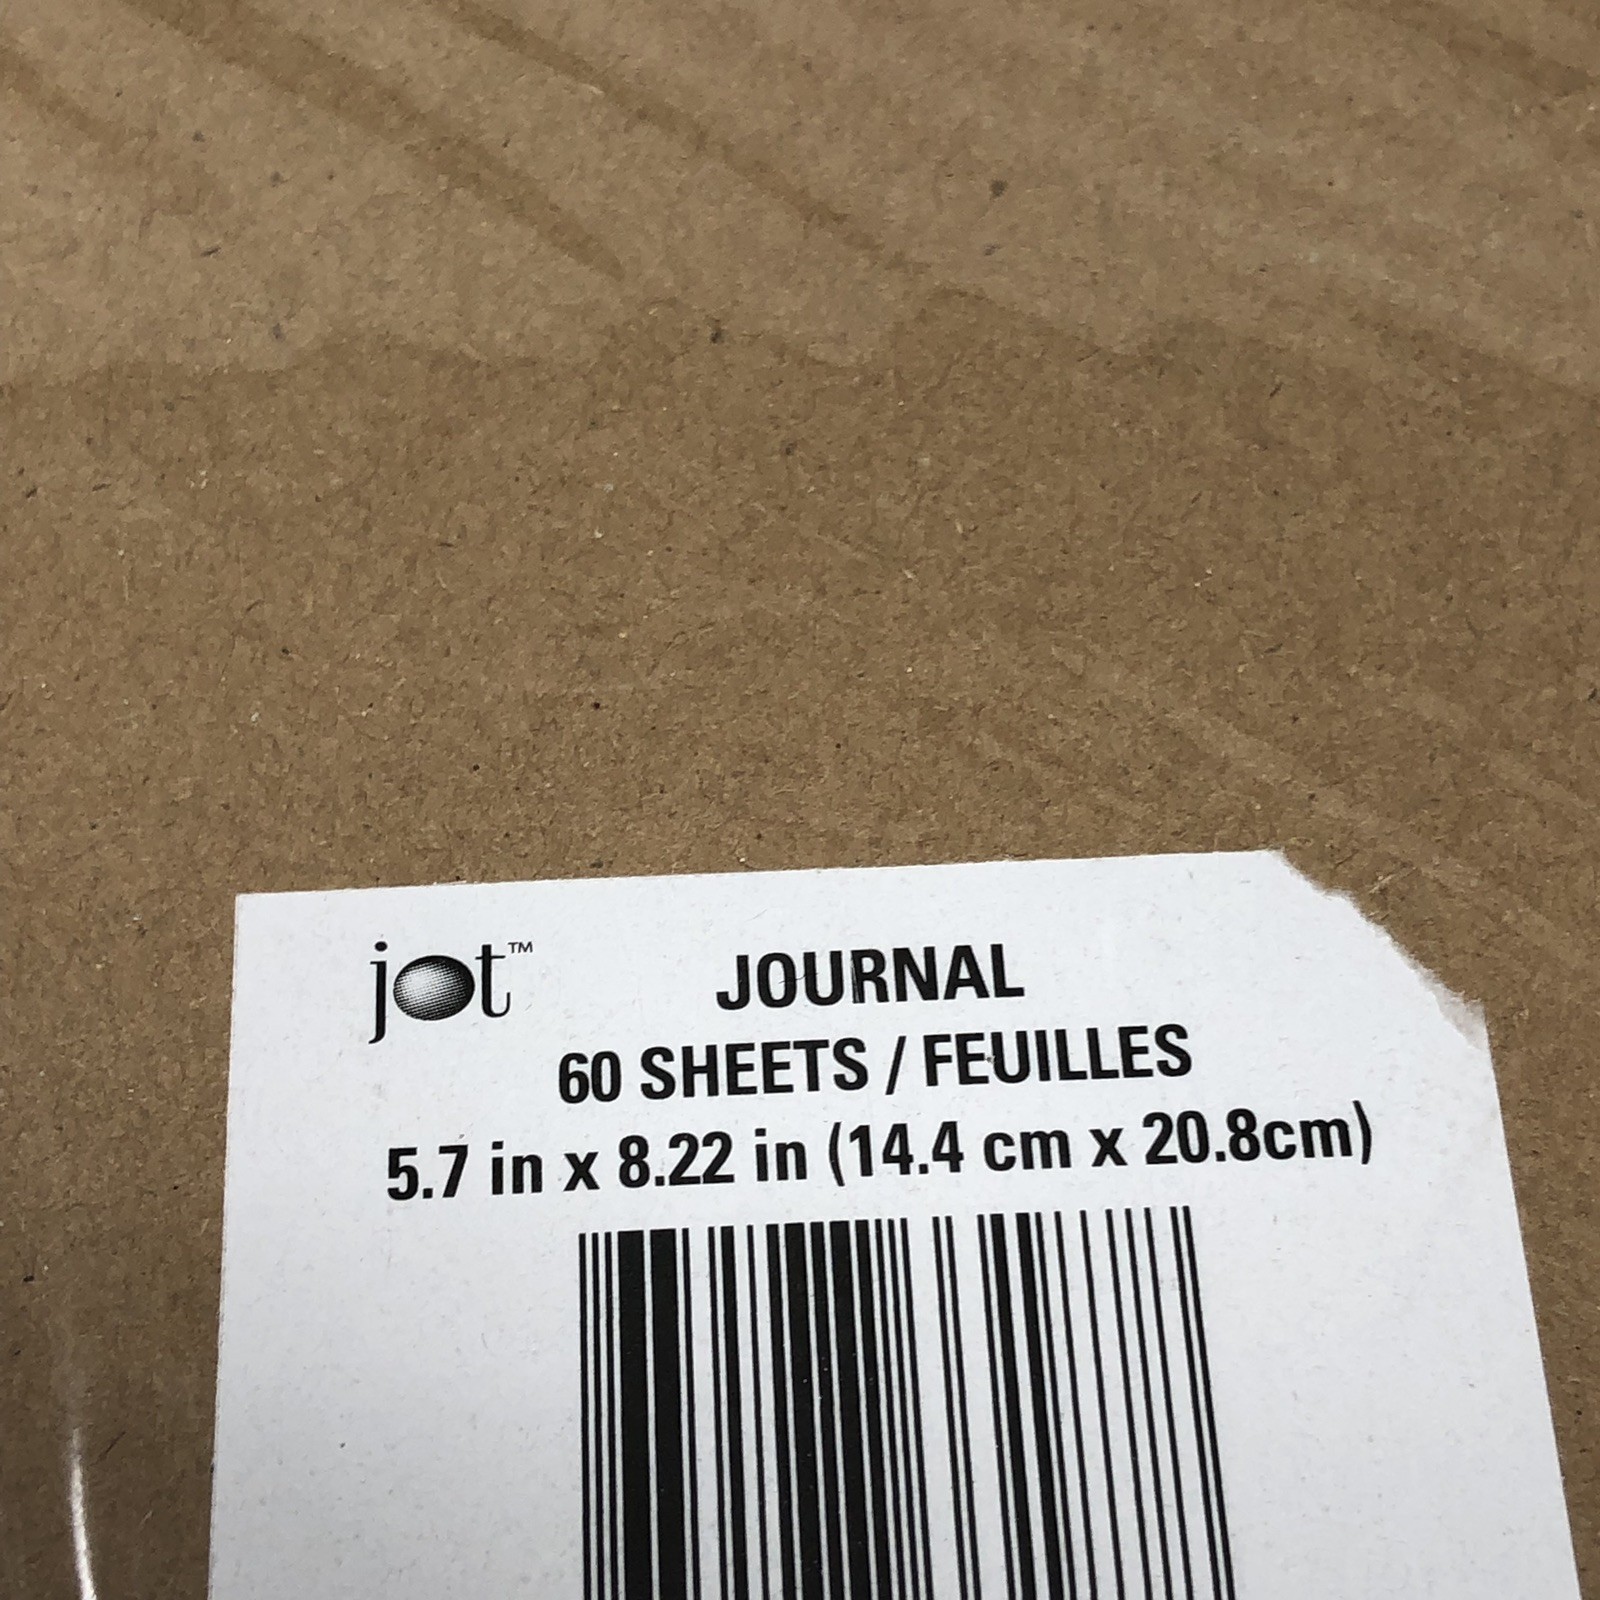 jot™ JOURNAL
60 SHEETS / FEUILLES
5.7 in x 8.22 in (14.4 cm x 20.8cm)